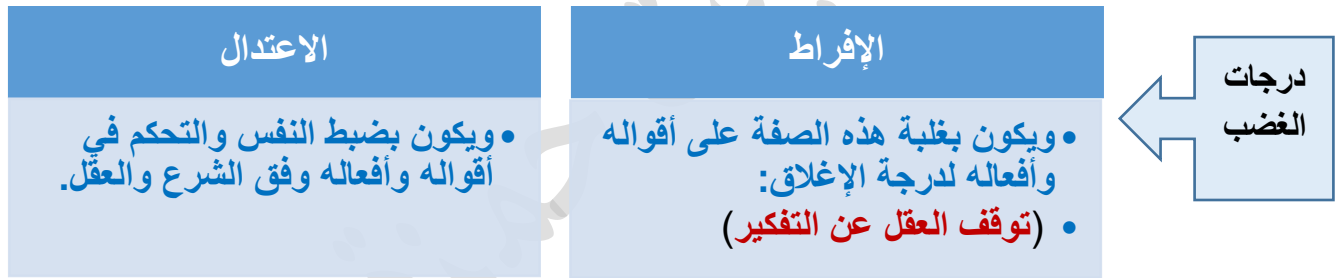 درجات
الغضب
الإفراط
• ويكون بغلبة هذه الصفة على أقواله
وأفعاله لدرجة الإغلاق:
• (توقف العقل عن التفكير)
الاعتدال
• ويكون بضبط النفس والتحكم في
أقواله وأفعاله وفق الشرع والعقل.